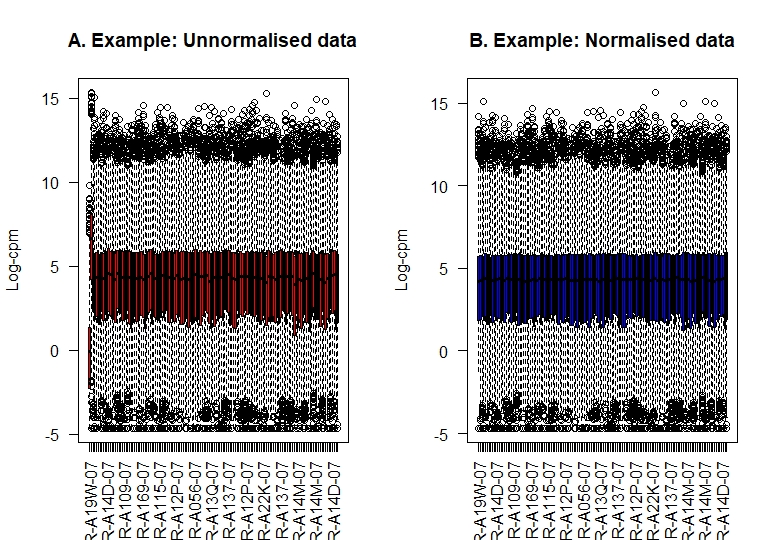 A. Example: Unnormalised data
B. Example: Normalised data
Log-cpm
15
10
5
0
-5
R-A19W-07
R-A14D-07
R-A109-07
R-A169-07
R-A115-07
R-A12P-07
R-A056-07
R-A13Q-07
R-A137-07
R-A12P-07
R-A22K-07
R-A137-07
R-A14M-07
R-A14M-07
R-A14D-07
Log-cpm
15
10
5
0
-5
R-A19W-07
R-A14D-07
R-A109-07
R-A169-07
R-A115-07
R-A12P-07
R-A056-07
R-A13Q-07
R-A137-07
R-A12P-07
R-A22K-07
R-A137-07
R-A14M-07
R-A14M-07
R-A14D-07